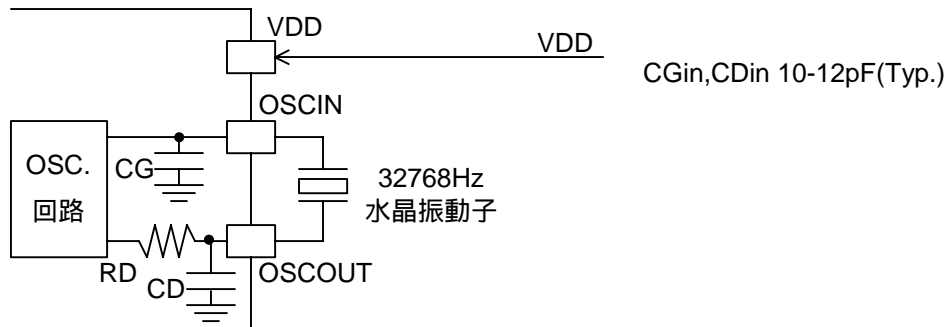 VDD
VDD
CGin,CDin 10-12pF(Typ.)
OSCIN
OSC.
回路
CG
32768Hz
水晶振動子
RD
CD
OSCOUT